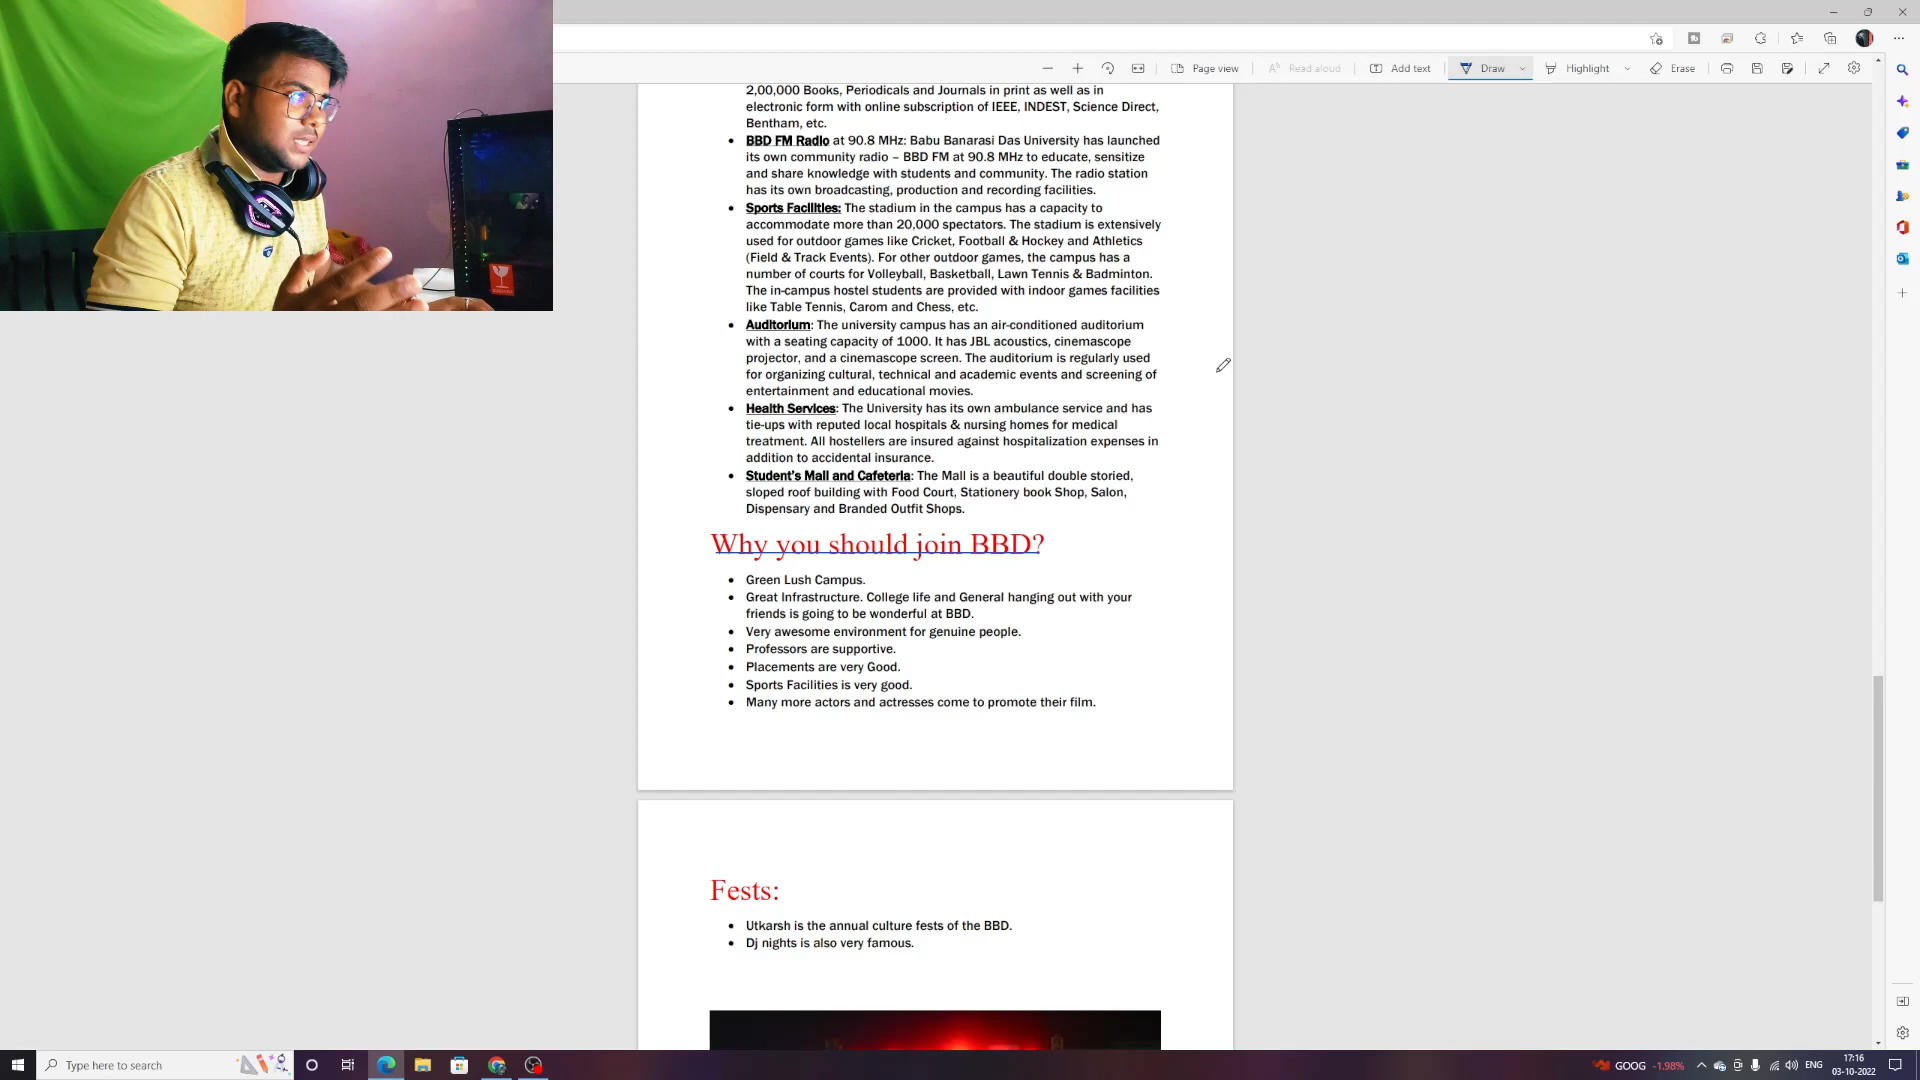 Page view
Read aloud
Add text
Draw
Highlight
Erase
2,00,000 Books, Periodicals and Journals in print as well as in
electronic form with online subscription of IEEE, INDEST, Science Direct,
Bentham, etc.
• BBD FM Radio at 90.8 MHz: Babu Banarasi Das University has launched
its own community radio – BBD FM at 90.8 MHz to educate, sensitize
and share knowledge with students and community. The radio station
has its own broadcasting, production and recording facilities.
• Sports Facilities: The stadium in the campus has a capacity to
accommodate more than 20,000 spectators. The stadium is extensively
used for outdoor games like Cricket, Football & Hockey and Athletics
(Field & Track Events). For other outdoor games, the campus has a
number of courts for Volleyball, Basketball, Lawn Tennis & Badminton.
The in-campus hostel students are provided with indoor games facilities
like Table Tennis, Carom and Chess, etc.
• Auditorium: The university campus has an air-conditioned auditorium
with a seating capacity of 1000. It has JBL acoustics, cinemascope
projector, and a cinemascope screen. The auditorium is regularly used
for organizing cultural, technical and academic events and screening of
entertainment and educational movies.
• Health Services: The University has its own ambulance service and has
tie-ups with reputed local hospitals & nursing homes for medical
treatment. All hostellers are insured against hospitalization expenses in
addition to accidental insurance.
• Student's Mall and Cafeteria: The Mall is a beautiful double storied,
sloped roof building with Food Court, Stationery book Shop, Salon,
Dispensary and Branded Outfit Shops.
Why you should join BBD?
• Green Lush Campus.
• Great Infrastructure. College life and General hanging out with your
friends is going to be wonderful at BBD.
• Very awesome environment for genuine people.
• Professors are supportive.
• Placements are very Good.
• Sports Facilities is very good.
• Many more actors and actresses come to promote their film.
Fests:
• Utkarsh is the annual culture fests of the BBD.
• Dj nights is also very famous.
Type here to search
GOOG -1.98%
ENG
17:16
03-10-2022